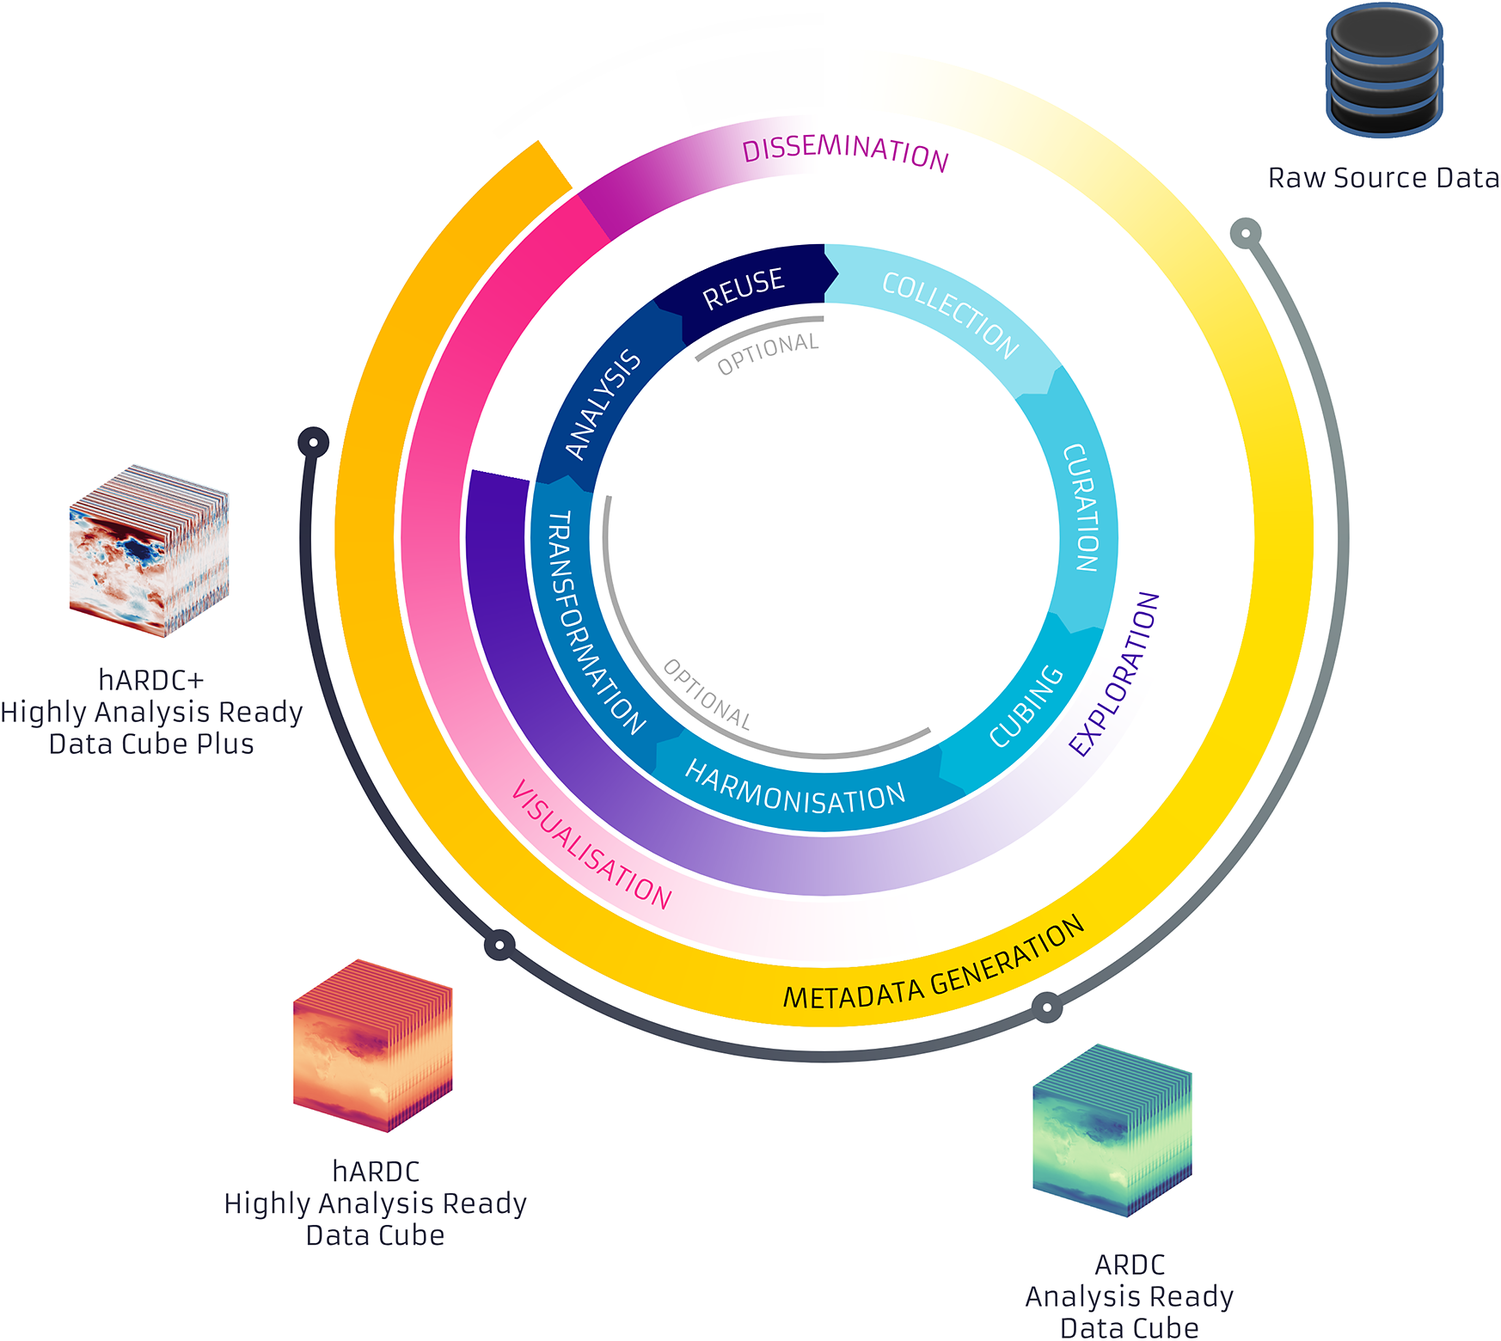 Raw Source Data
DISSEMINATION
REUSE
COLLECTION
OPTIONAL
ANALYSIS
CURATION
TRANSFORMATION
EXPLORATION
CUBING
OPTIONAL
HARMONISATION
VISUALISATION
METADATA GENERATION
hARDC+
Highly Analysis Ready
Data Cube Plus
hARDC
Highly Analysis Ready
Data Cube
ARDC
Analysis Ready
Data Cube